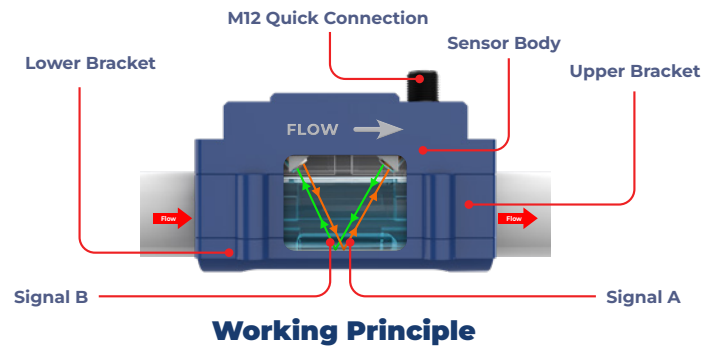 M12 Quick Connection
Sensor Body
Lower Bracket
Upper Bracket
FLOW
Flow
Flow
Signal B
Signal A
Working Principle